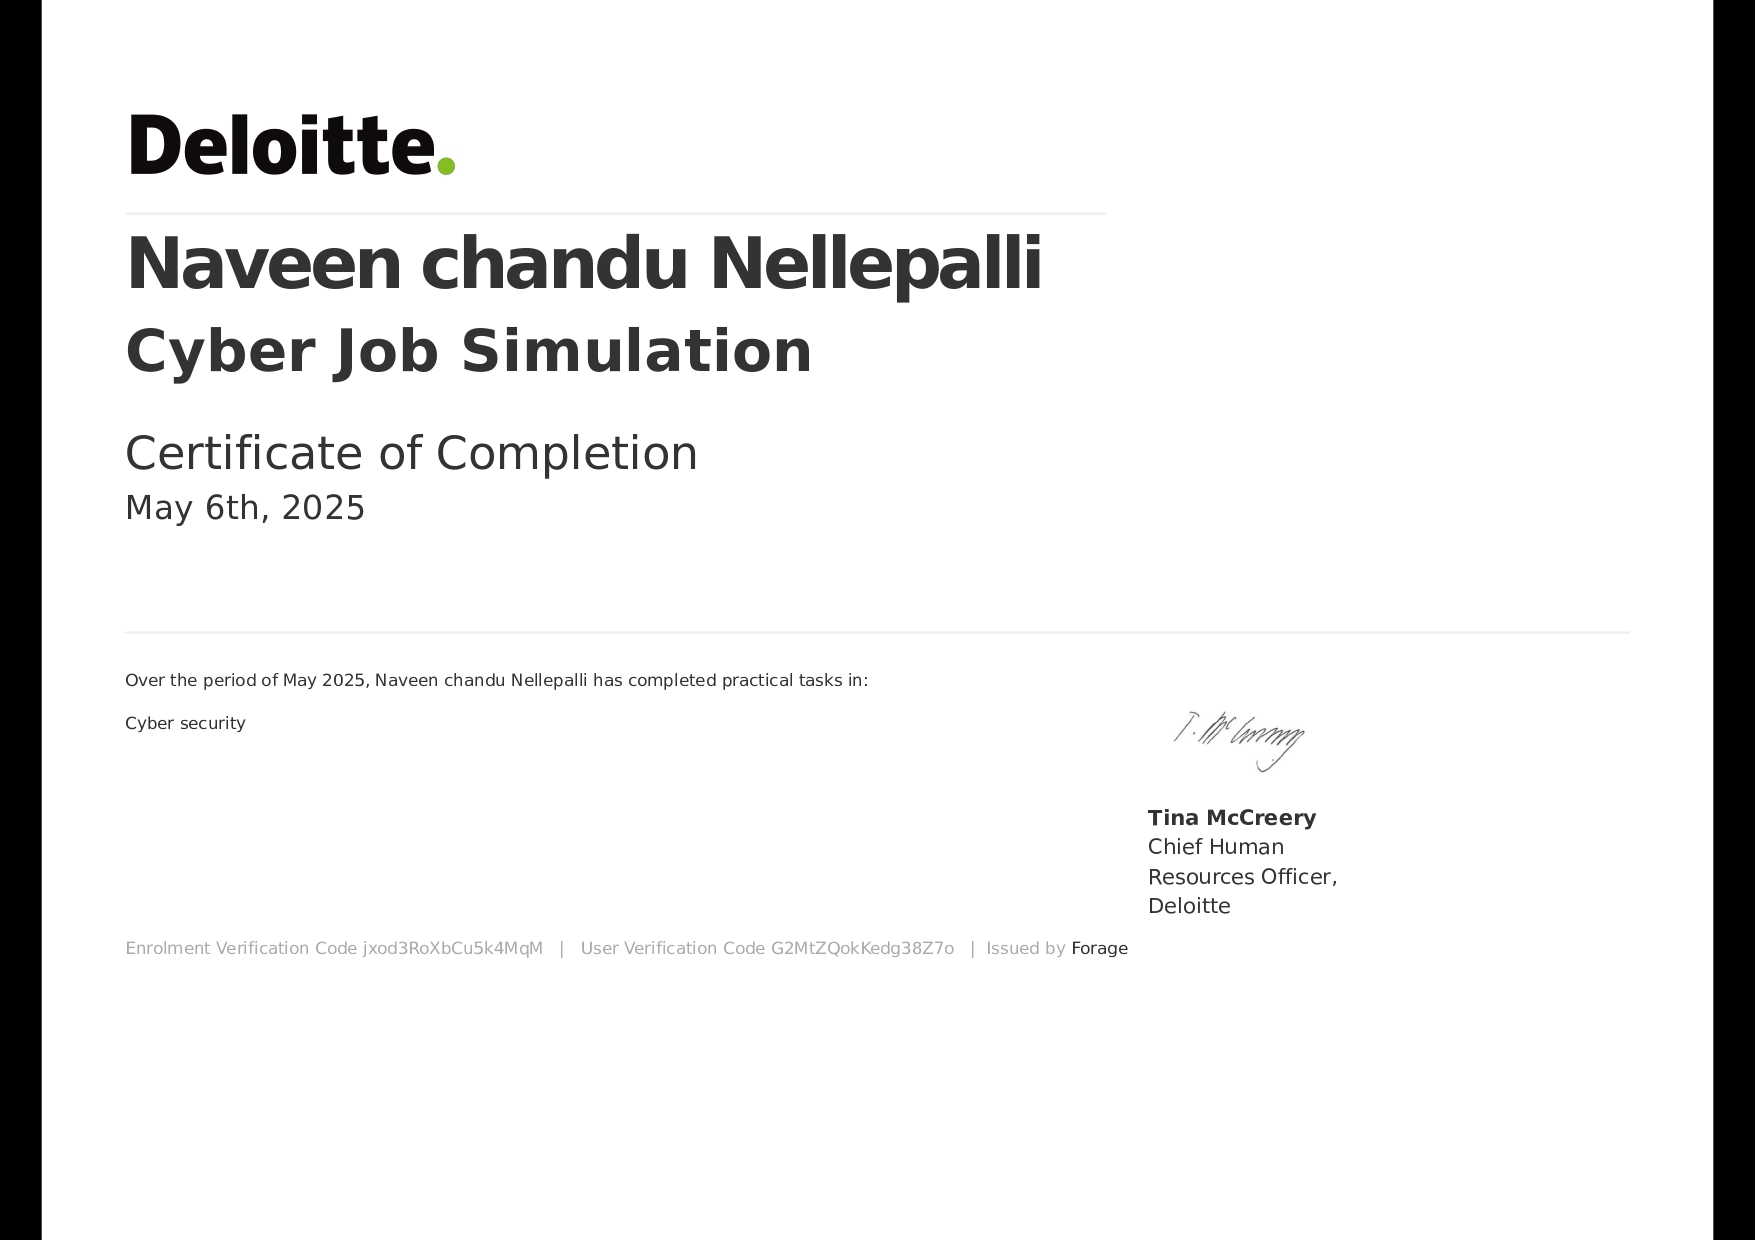 Deloitte.
Naveen chandu Nellepalli
Cyber Job Simulation
Certificate of Completion
May 6th, 2025
Over the period of May 2025, Naveen chandu Nellepalli has completed practical tasks in:
Cyber security
T. McCreery
Tina McCreery
Chief Human
Resources Officer,
Deloitte
Enrolment Verification Code jxod3RoXbCu5k4MqM | User Verification Code G2MtZQokKedg38Z7o | Issued by Forage